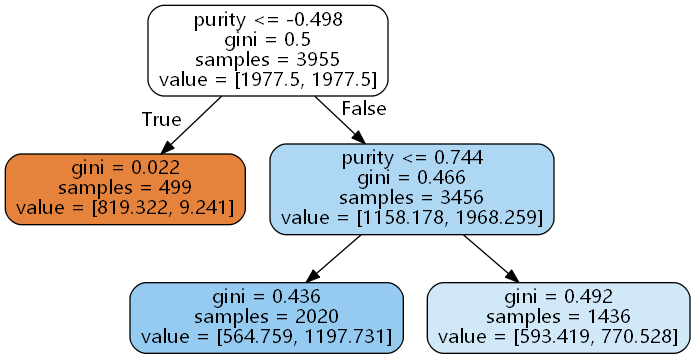 purity <= -0.498
gini = 0.5
samples = 3955
value = [1977.5, 1977.5]
True
False
gini = 0.022
samples = 499
value = [819.322, 9.241]
purity <= 0.744
gini = 0.466
samples = 3456
value = [1158.178, 1968.259]
gini = 0.436
samples = 2020
value = [564.759, 1197.731]
gini = 0.492
samples = 1436
value = [593.419, 770.528]